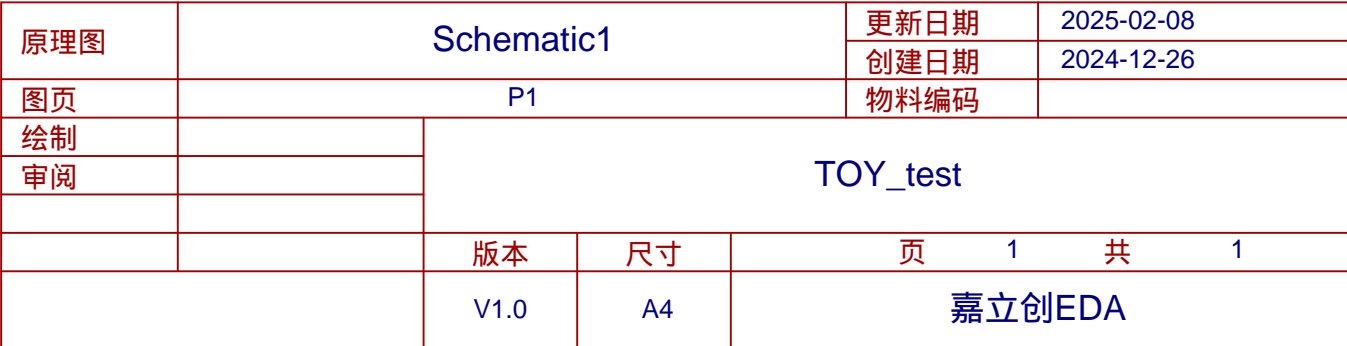 原理图
Schematic1
更新日期
2025-02-08
创建日期
2024-12-26
图页
P1
物料编码
绘制
审阅
TOY_test
版本
尺寸
页 1 共 1
V1.0
A4
嘉立创EDA